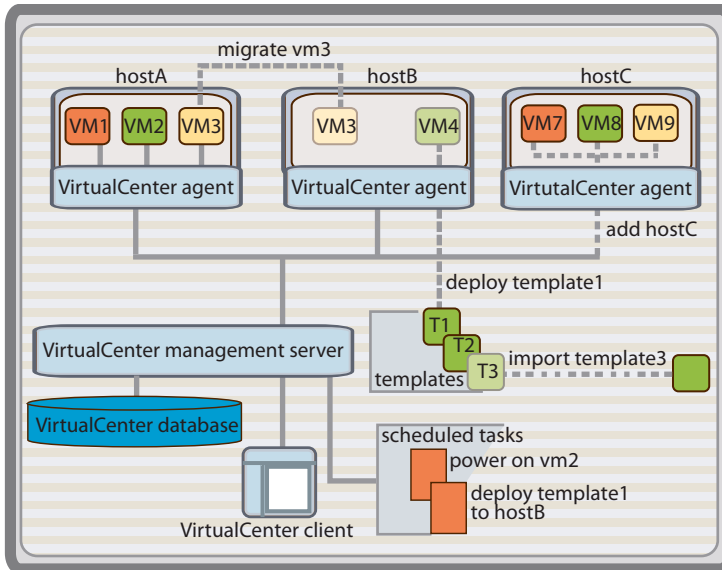 migrate vm3
hostA
hostB
hostC
VM1
VM2
VM3
VM3
VM4
VM7
VM8
VM9
VirtualCenter agent
VirtualCenter agent
VirtutalCenter agent
add hostC
deploy template1
T1
T2
T3
templates
import template3
VirtualCenter management server
VirtualCenter database
VirtualCenter client
scheduled tasks
power on vm2
deploy template1
to hostB